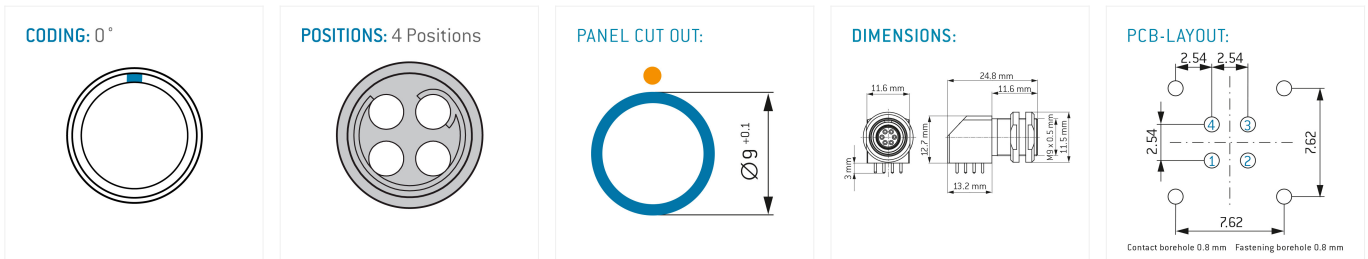 CODING: 0°
POSITIONS: 4 Positions
PANEL CUT OUT:
Ø 9 +0.1
DIMENSIONS:
24.8 mm
11.6 mm
11.6 mm
12.7 mm
3 mm
M9 x 0.5 mm
11.5 mm
13.2 mm
PCB-LAYOUT:
2.54
2.54
4
3
2.54
7.62
1
2
7.62
Contact borehole 0.8 mm Fastening borehole 0.8 mm